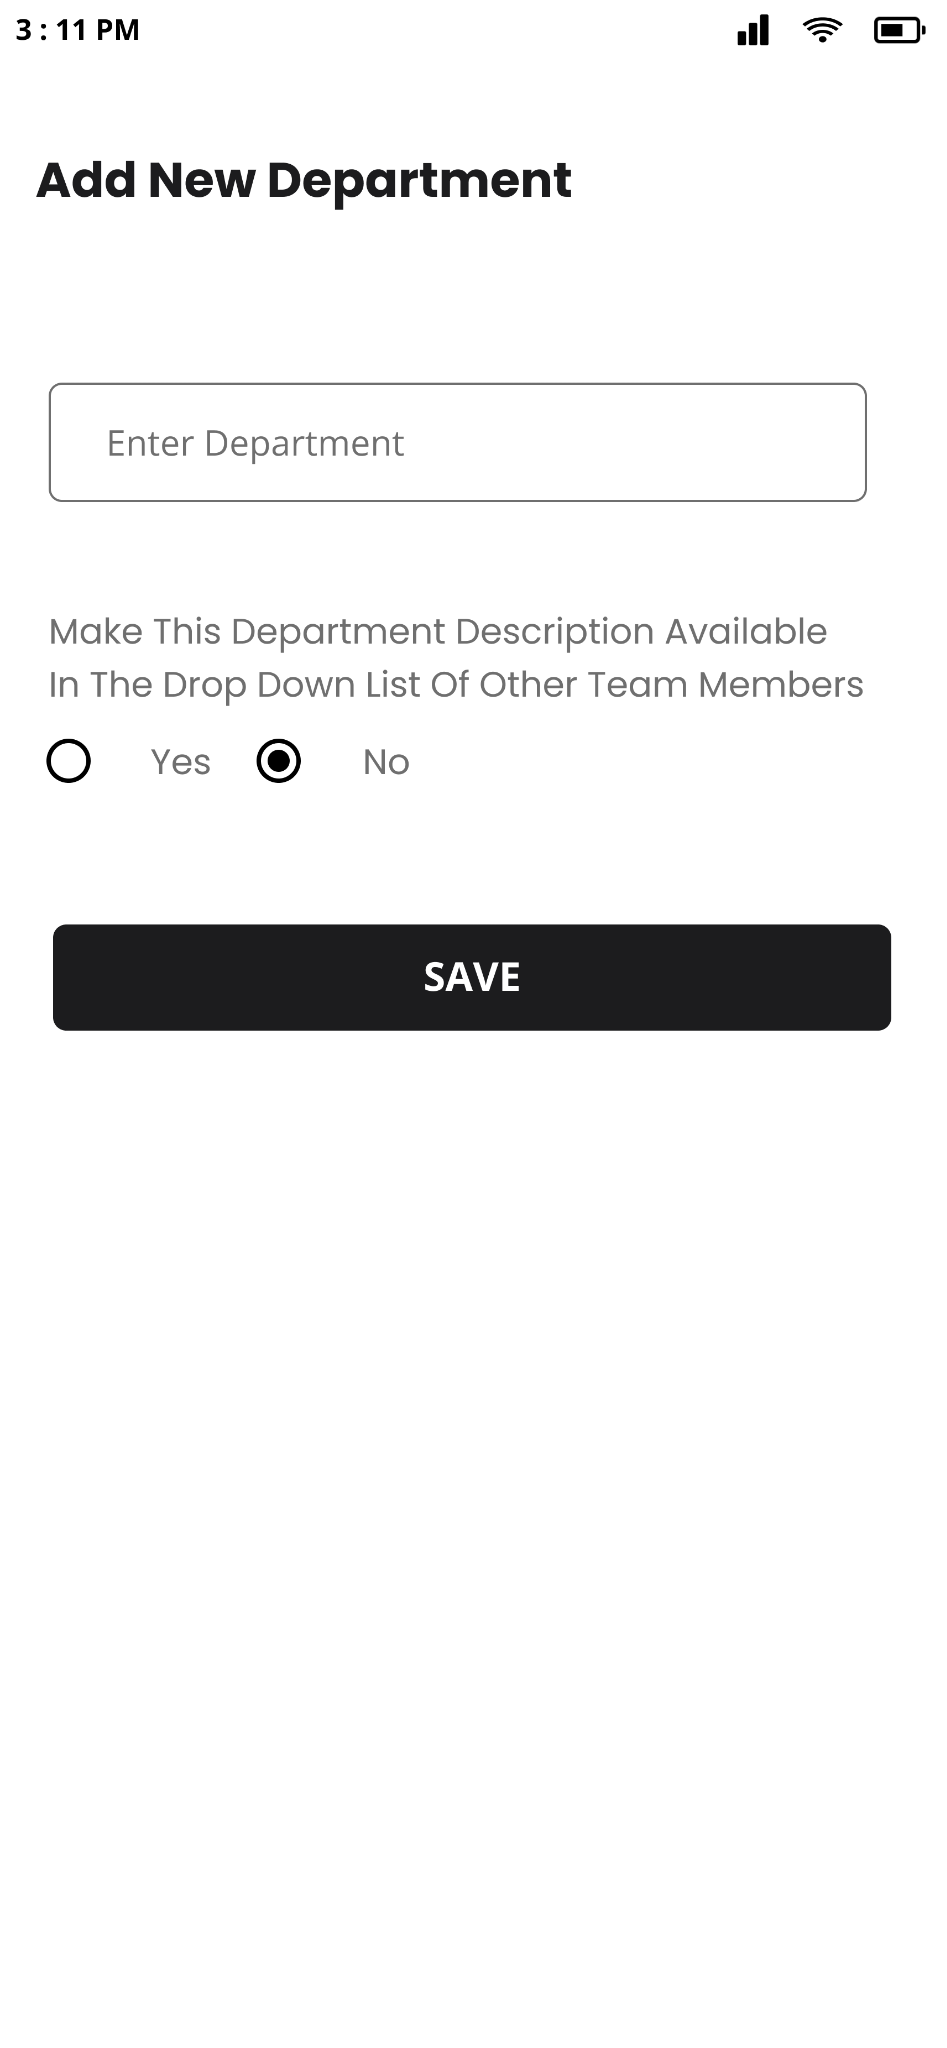 3 : 11 PM
Add New Department
Enter Department
Make This Department Description Available
In The Drop Down List Of Other Team Members
Yes No
SAVE